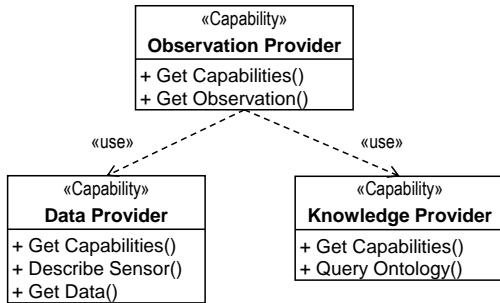 «Capability»
Observation Provider
+ Get Capabilities()
+ Get Observation()
«use»
«use»
«Capability»
Data Provider
+ Get Capabilities()
+ Describe Sensor()
+ Get Data()
«Capability»
Knowledge Provider
+ Get Capabilities()
+ Query Ontology()